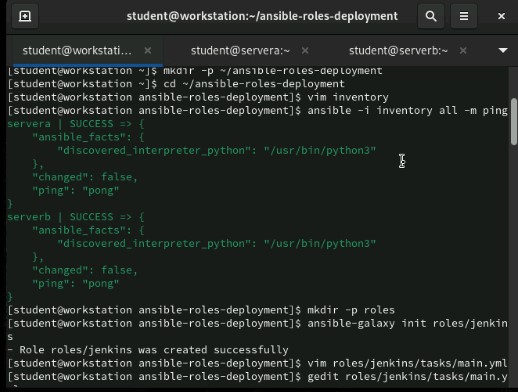 student@workstation:~/ansible-roles-deployment
student@workstati... × student@servera:~ × student@serverb:~ ×
[student@workstation ~]$ mkdir -p ~/ansible-roles-deployment
[student@workstation ~]$ cd ~/ansible-roles-deployment
[student@workstation ansible-roles-deployment]$ vim inventory
[student@workstation ansible-roles-deployment]$ ansible -i inventory all -m ping
servera | SUCCESS => {
    "ansible_facts": {
        "discovered_interpreter_python": "/usr/bin/python3"
    },
    "changed": false,
    "ping": "pong"
}
serverb | SUCCESS => {
    "ansible_facts": {
        "discovered_interpreter_python": "/usr/bin/python3"
    },
    "changed": false,
    "ping": "pong"
}
[student@workstation ansible-roles-deployment]$ mkdir -p roles
[student@workstation ansible-roles-deployment]$ ansible-galaxy init roles/jenkin
s
- Role roles/jenkins was created successfully
[student@workstation ansible-roles-deployment]$ vim roles/jenkins/tasks/main.yml
[student@workstation ansible-roles-deployment]$ gedit roles/jenkins/tasks/main.y